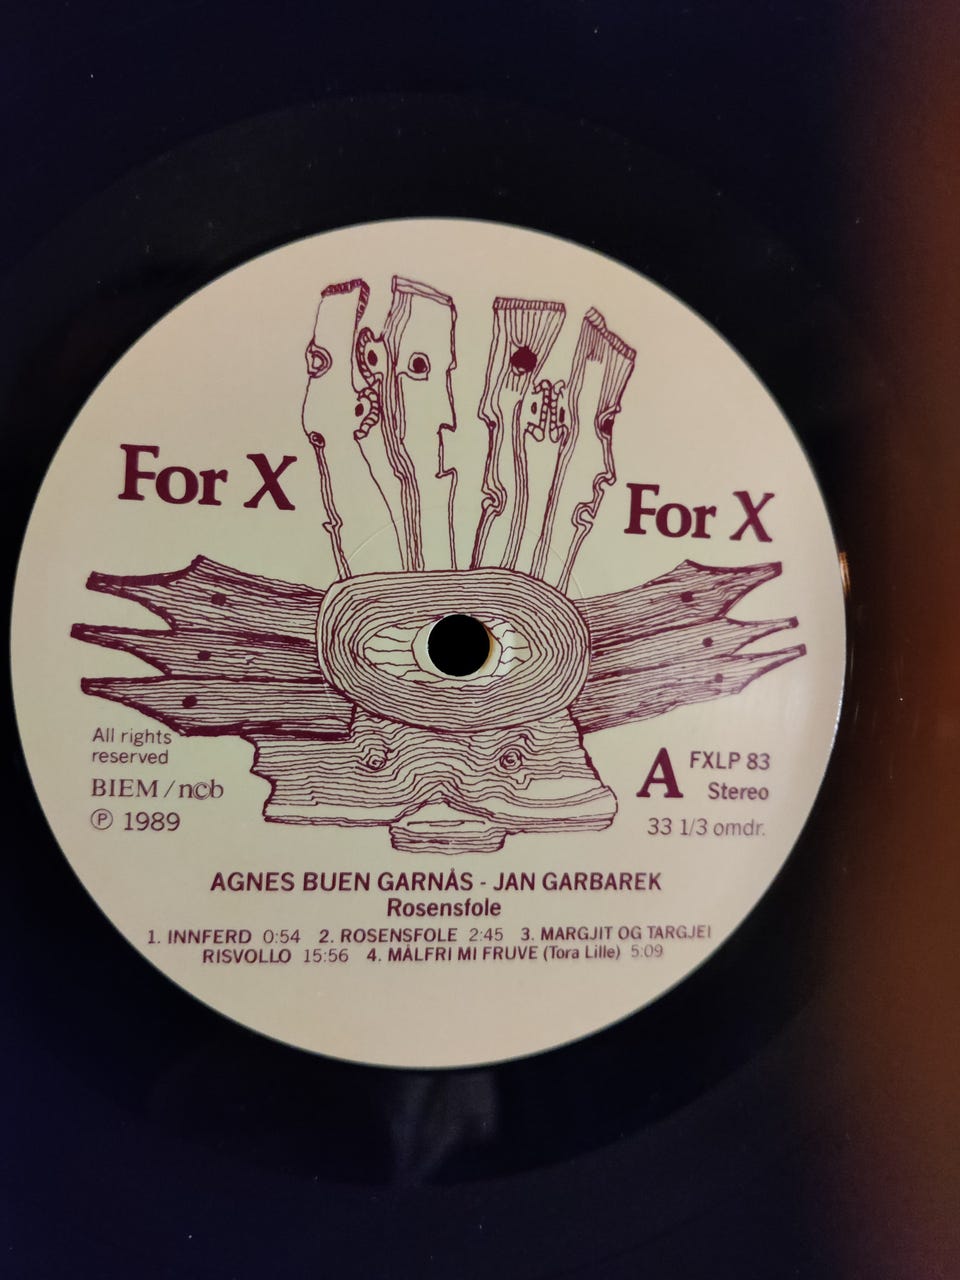 For X
For X
All rights
reserved
BIEM / n©b
℗ 1989
A FXLP 83
Stereo
33 1/3 omdr.
AGNES BUEN GARNÅS - JAN GARBAREK
Rosensfole
1. INNFERD 0:54 2. ROSENSFOLE 2:45 3. MARGJIT OG TARGJEI
RISVOLLO 15:56 4. MÅLFRI MI FRUVE (Tora Lille) 5:09